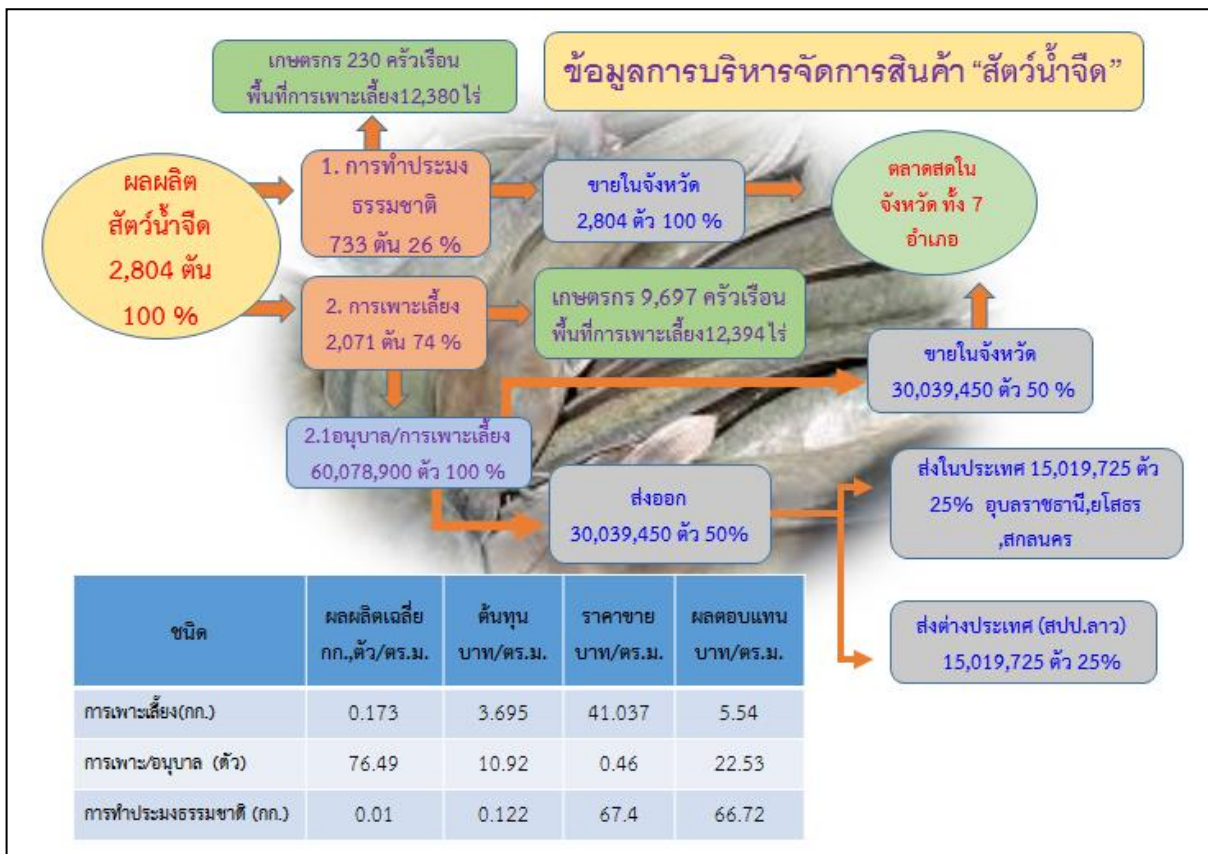 เกษตรกร 230 ครัวเรือน
พื้นที่การเพาะเลี้ยง12,380 ไร่
ข้อมูลการบริหารจัดการสินค้า “สัตว์น้ำจืด”
ผลผลิต
สัตว์น้ำจืด
2,804 ตัน
100 %
1. การทำประมง
ธรรมชาติ
733 ตัน 26 %
ขายในจังหวัด
2,804 ตัว 100 %
ตลาดสดใน
จังหวัด ทั้ง 7
อำเภอ
2. การเพาะเลี้ยง
2,071 ตัน 74 %
เกษตรกร 9,697 ครัวเรือน
พื้นที่การเพาะเลี้ยง12,394 ไร่
ขายในจังหวัด
30,039,450 ตัว 50 %
2.1อนุบาล/การเพาะเลี้ยง
60,078,900 ตัว 100 %
ส่งออก
30,039,450 ตัว 50%
ส่งในประเทศ 15,019,725 ตัว
25% อุบลราชธานี,ยโสธร
,สกลนคร
ส่งต่างประเทศ (สปป.ลาว)
15,019,725 ตัว 25%
ชนิด
ผลผลิตเฉลี่ย
กก.,ตัว/ตร.ม.
ต้นทุน
บาท/ตร.ม.
ราคาขาย
บาท/ตร.ม.
ผลตอบแทน
บาท/ตร.ม.
การเพาะเลี้ยง(กก.) 0.173 3.695 41.037 5.54
การเพาะ/อนุบาล (ตัว) 76.49 10.92 0.46 22.53
การทำประมงธรรมชาติ (กก.) 0.01 0.122 67.4 66.72